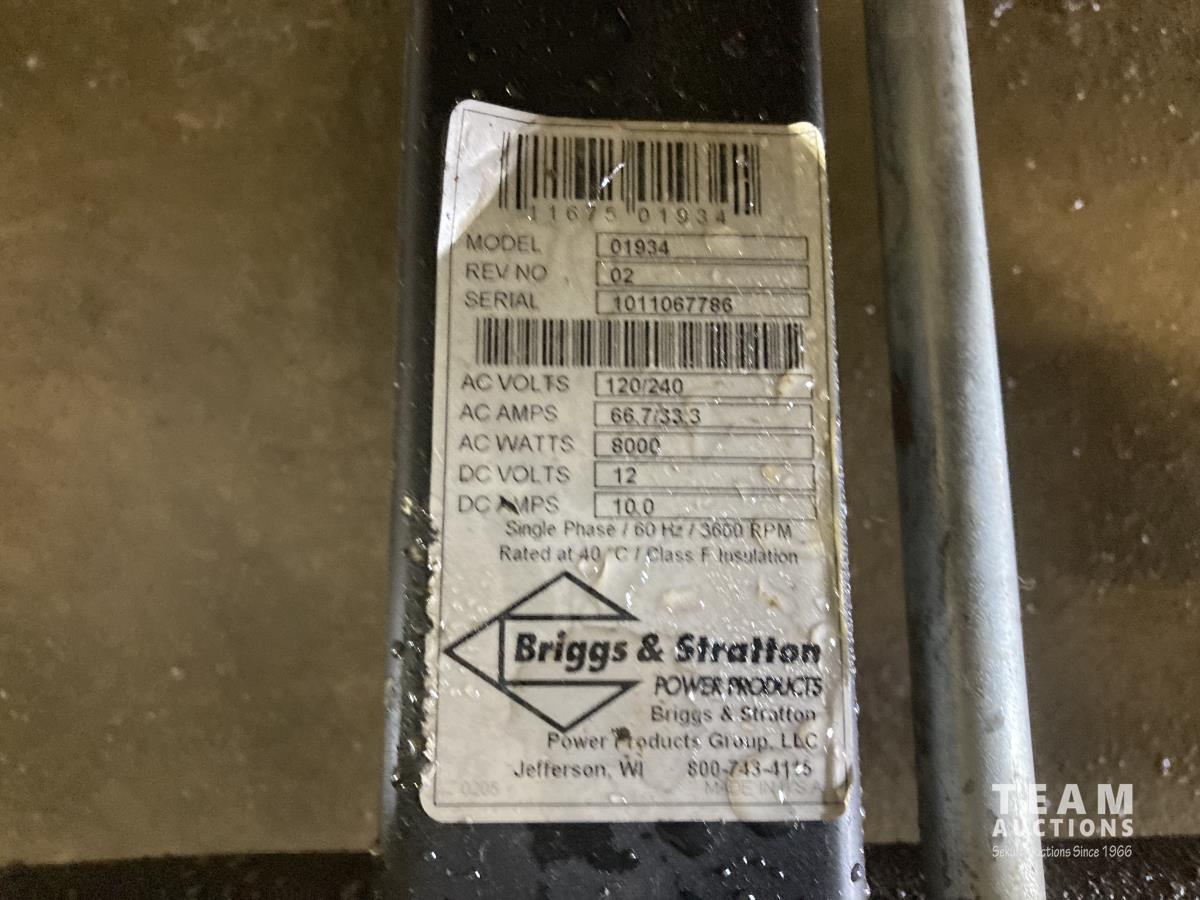 11675 01934
MODEL 01934
REV NO 02
SERIAL 1011067786
AC VOLTS 120/240
AC AMPS 66.7/33.3
AC WATTS 8000
DC VOLTS 12
DC AMPS 10.0
Single Phase / 60 Hz / 3600 RPM
Rated at 40 °C / Class F Insulation
Briggs & Stratton
POWER PRODUCTS
Briggs & Stratton
Power Products Group, LLC
Jefferson, WI 800-743-4115
0205 MADE IN U.S.A.
TEAM
AUCTIONS
Auctions Since 1966